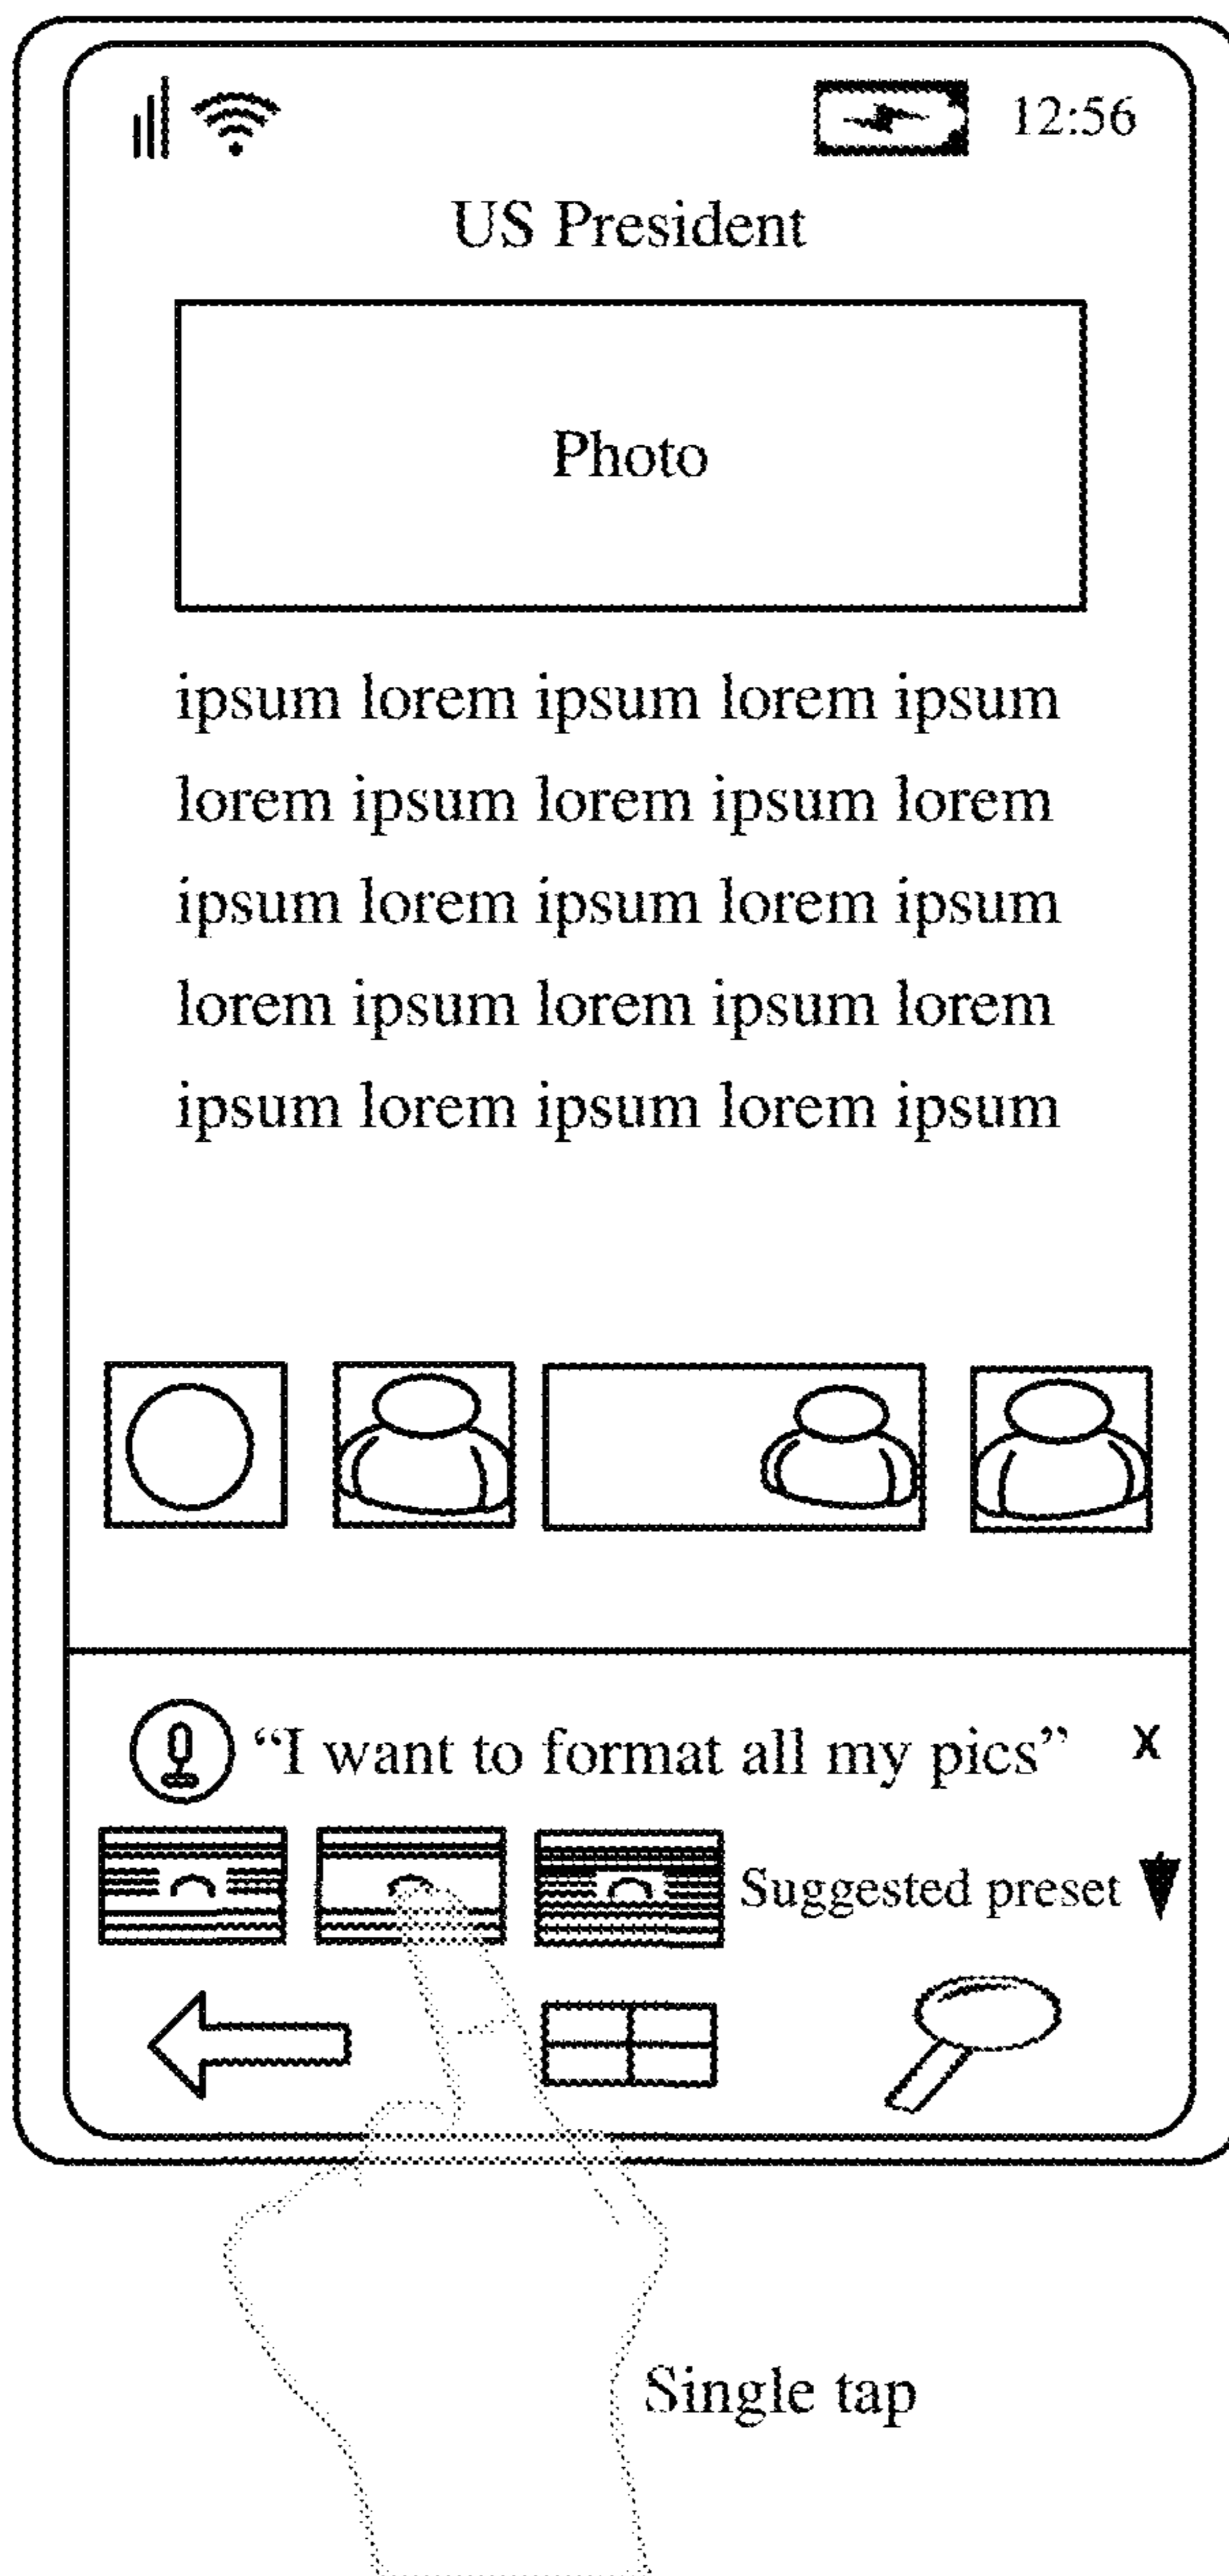 12:56
US President
Photo
ipsum lorem ipsum lorem ipsum
lorem ipsum lorem ipsum lorem
ipsum lorem ipsum lorem ipsum
lorem ipsum lorem ipsum lorem
ipsum lorem ipsum lorem ipsum
“I want to format all my pics” x
Suggested preset
Single tap